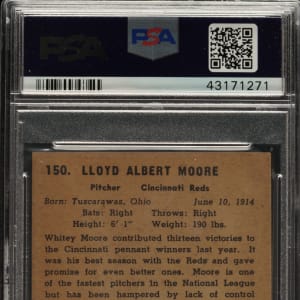 PSA
PSA
43171271
150. LLOYD ALBERT MOORE
Pitcher Cincinnati Reds
Born: Tuscarawas, Ohio June 10, 1914
Bats: Right Throws: Right
Height: 6' 1" Weight: 190 lbs.
Whitey Moore contributed thirteen victories
to the Cincinnati pennant winners last year. It
was his best season with the Reds and gave
promise for even better ones. Moore is one
of the fastest pitchers in the National League
but has been hampered by lack of control